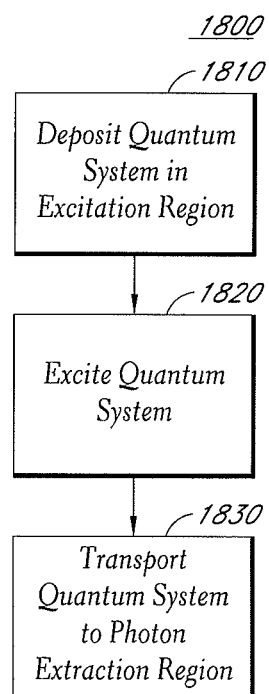 1800
1810
Deposit Quantum
System in
Excitation Region
1820
Excite Quantum
System
1830
Transport
Quantum System
to Photon
Extraction Region